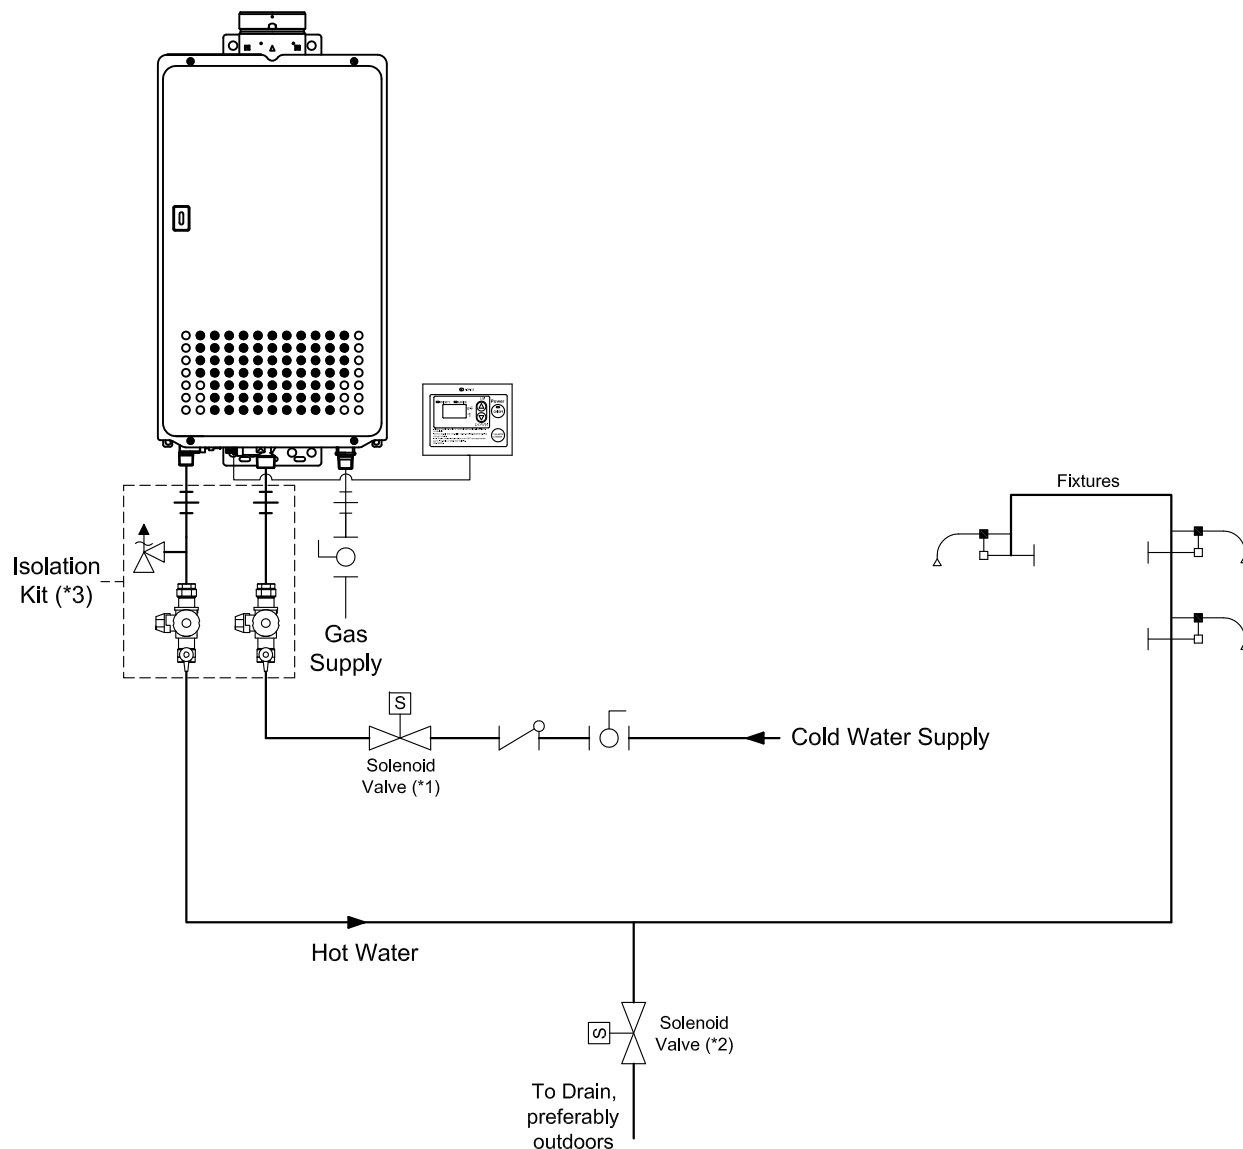 Power
Fixtures
Isolation
Kit (*3)
Gas
Supply
S
Cold Water Supply
Solenoid
Valve (*1)
Hot Water
S
Solenoid
Valve (*2)
To Drain,
preferably
outdoors